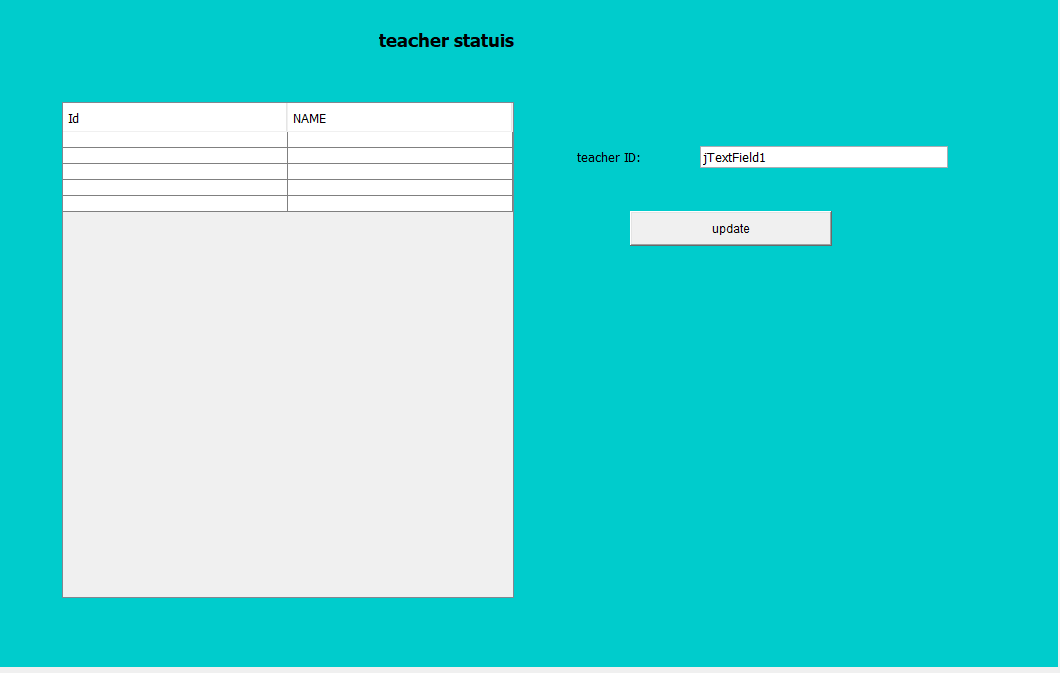 teacher statuis
Id NAME
teacher ID: jTextField1
update